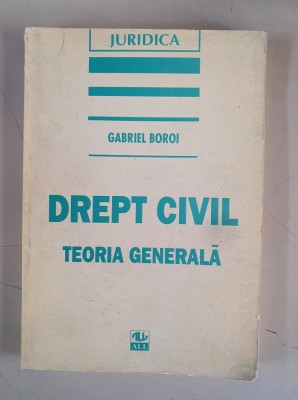 JURIDICA
GABRIEL BOROI
DREPT CIVIL
TEORIA GENERALĂ
ALL